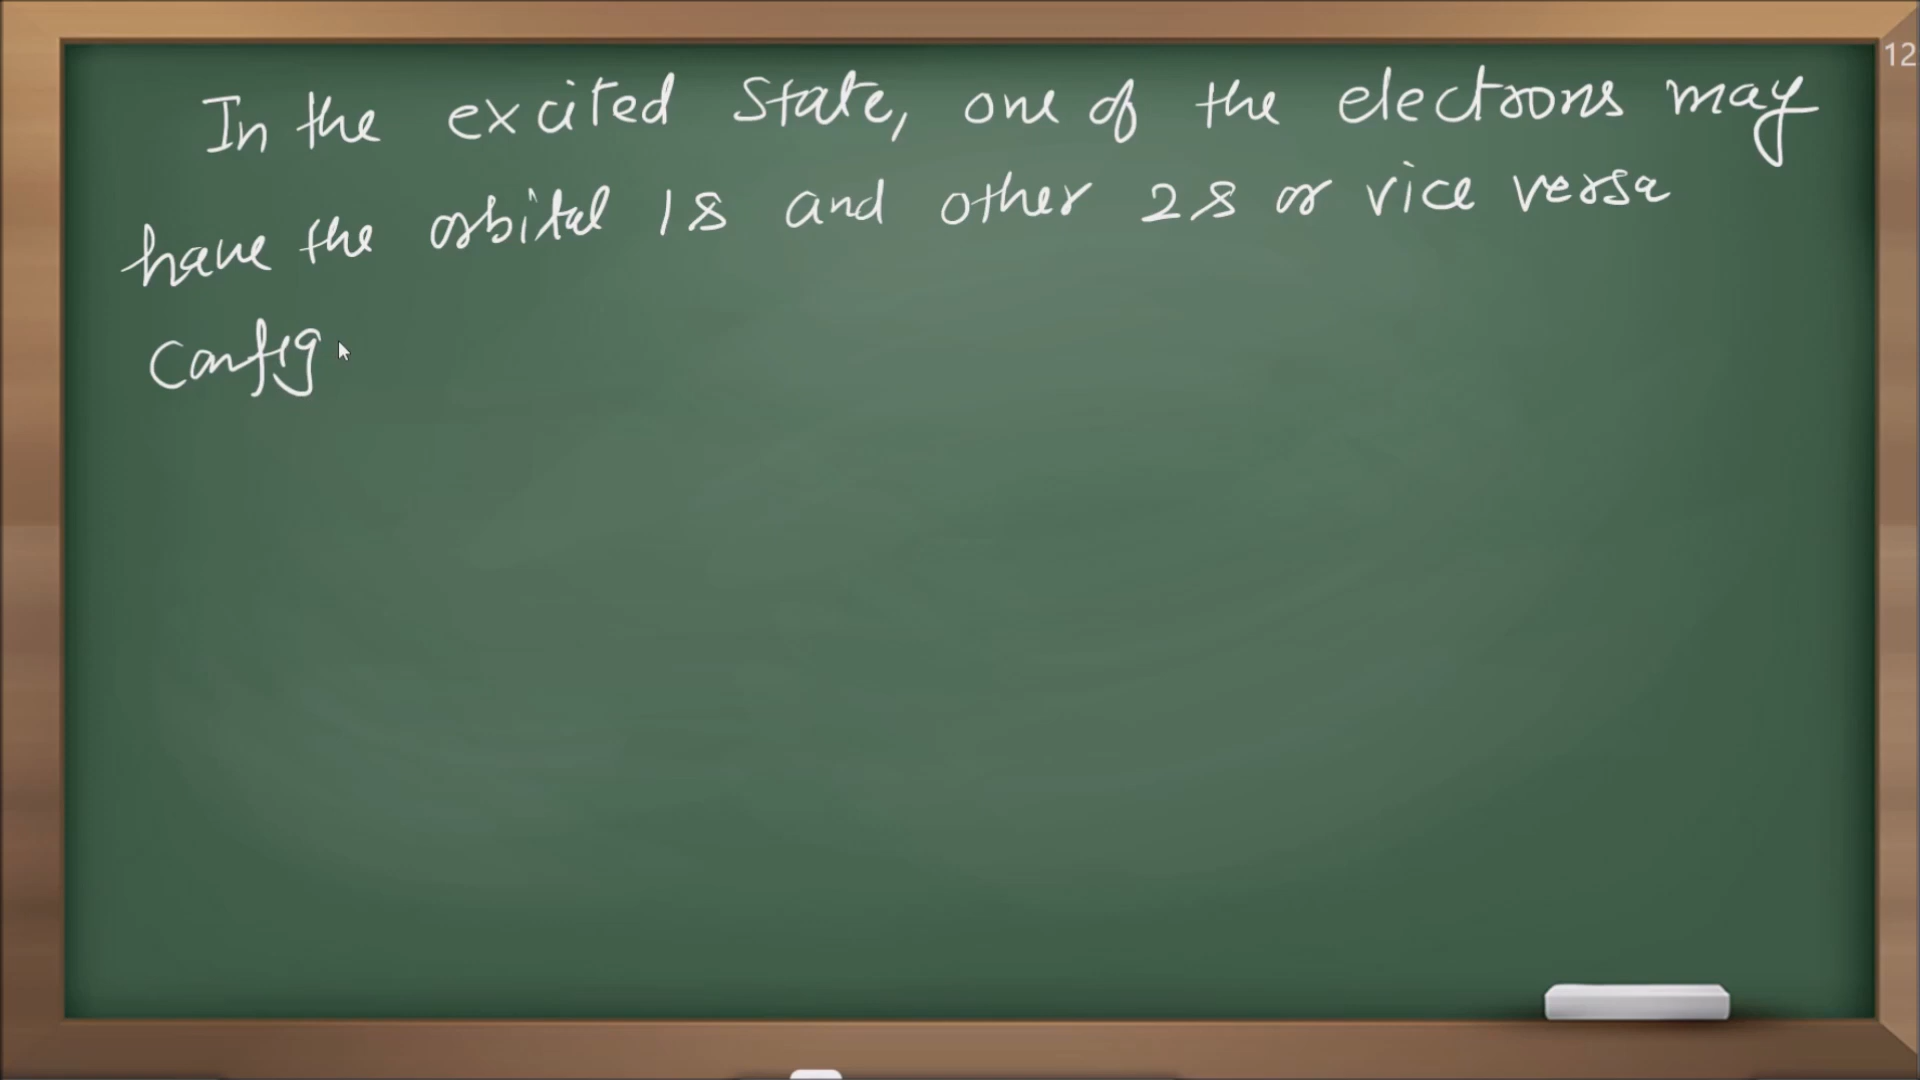 12
In the excited State, one of the electrons may
have the orbital 1s and other 2s or vice versa
Config